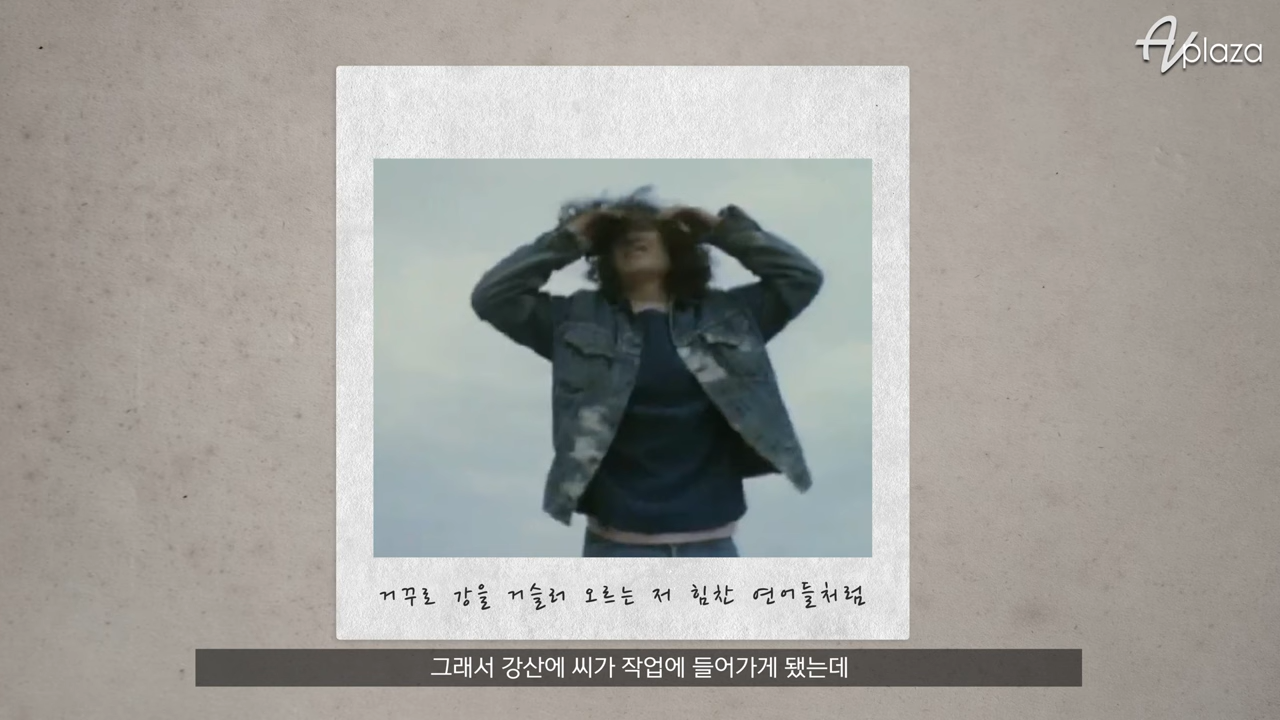 AVplaza
거꾸로 강을 거슬러 오르는 저 힘찬 연어들처럼
그래서 강산에 씨가 작업에 들어가게 됐는데